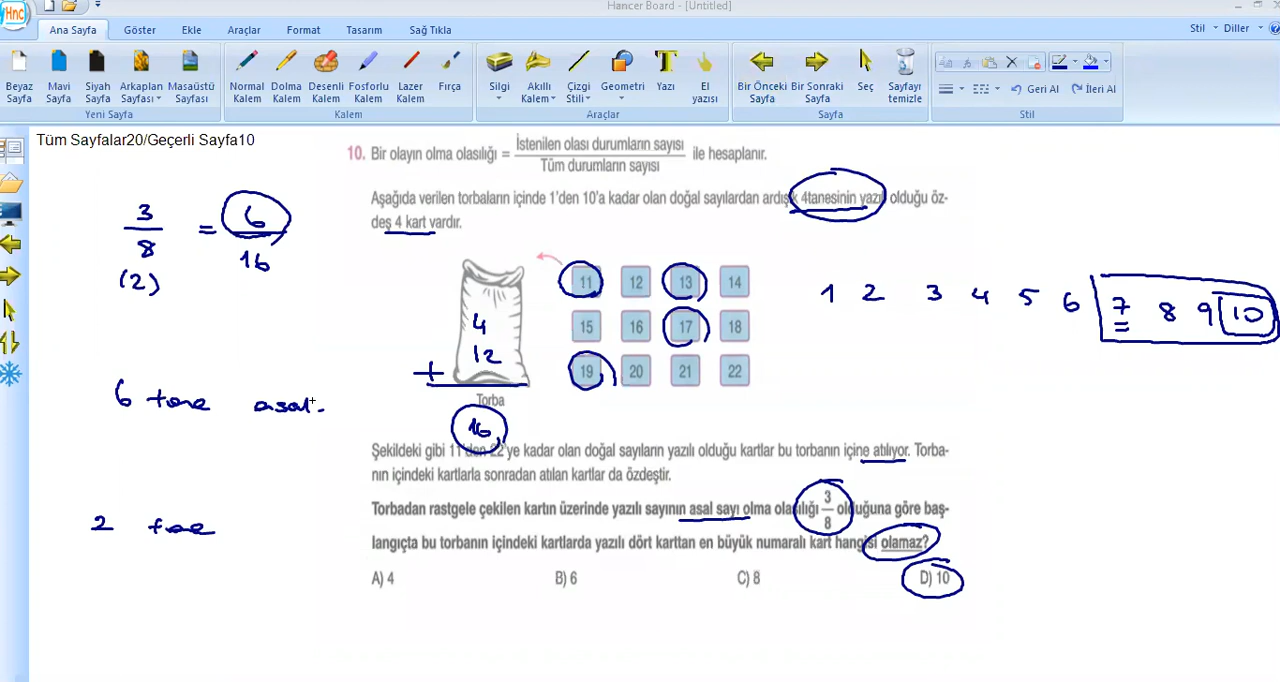 Hancer Board - [Untitled]
Hnc
Ana Sayfa Göster Ekle Araçlar Format Tasarım Sağ Tıkla Stil Diller
Beyaz Sayfa Mavi Sayfa Siyah Sayfa Arkaplan Sayfası Masaüstü Sayfası Normal Kalem Dolma Kalem Desenli Kalem Fosforlu Kalem Lazer Kalem Fırça Silgi Akıllı Kalem Çizgi Stili Geometri Yazı El yazısı Bir Önceki Sayfa Bir Sonraki Sayfa Seç Sayfayı temizle Geri Al İleri Al
Yeni Sayfa Kalem Araçlar Sayfa Stil
Tüm Sayfalar20/Geçerli Sayfa10
10. Bir olayın olma olasılığı = İstenilen olası durumların sayısı / Tüm durumların sayısı ile hesaplanır.
Aşağıda verilen torbaların içinde 1'den 10'a kadar olan doğal sayılardan ardışık 4tanesinin yazılı olduğu öz-
deş 4 kart vardır.
3/8 = 6/16
(2)
11 12 13 14
15 16 17 18
19 20 21 22
4
+ 12
16
Torba
1 2 3 4 5 6 7 8 9 10
6 tane asal
2 tane
Şekildeki gibi 11'den 22'ye kadar olan doğal sayıların yazılı olduğu kartlar bu torbanın içine atılıyor. Torba-
nın içindeki kartlarla sonradan atılan kartlar da özdeştir.
Torbadan rastgele çekilen kartın üzerinde yazılı sayının asal sayı olma olasılığı 3/8 olduğuna göre baş-
langıçta bu torbanın içindeki kartlarda yazılı dört karttan en büyük numaralı kart hangisi olamaz?
A) 4 B) 6 C) 8 D) 10